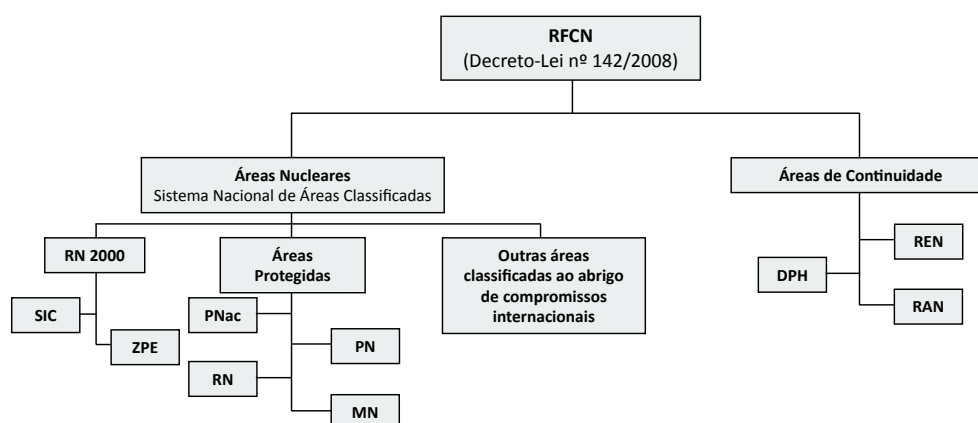 RFCN
(Decreto-Lei nº 142/2008)
Áreas Nucleares
Sistema Nacional de Áreas Classificadas
Áreas de Continuidade
RN 2000
Áreas
Protegidas
Outras áreas
classificadas ao abrigo
de compromissos
internacionais
REN
DPH
RAN
SIC
ZPE
PNac
PN
RN
MN